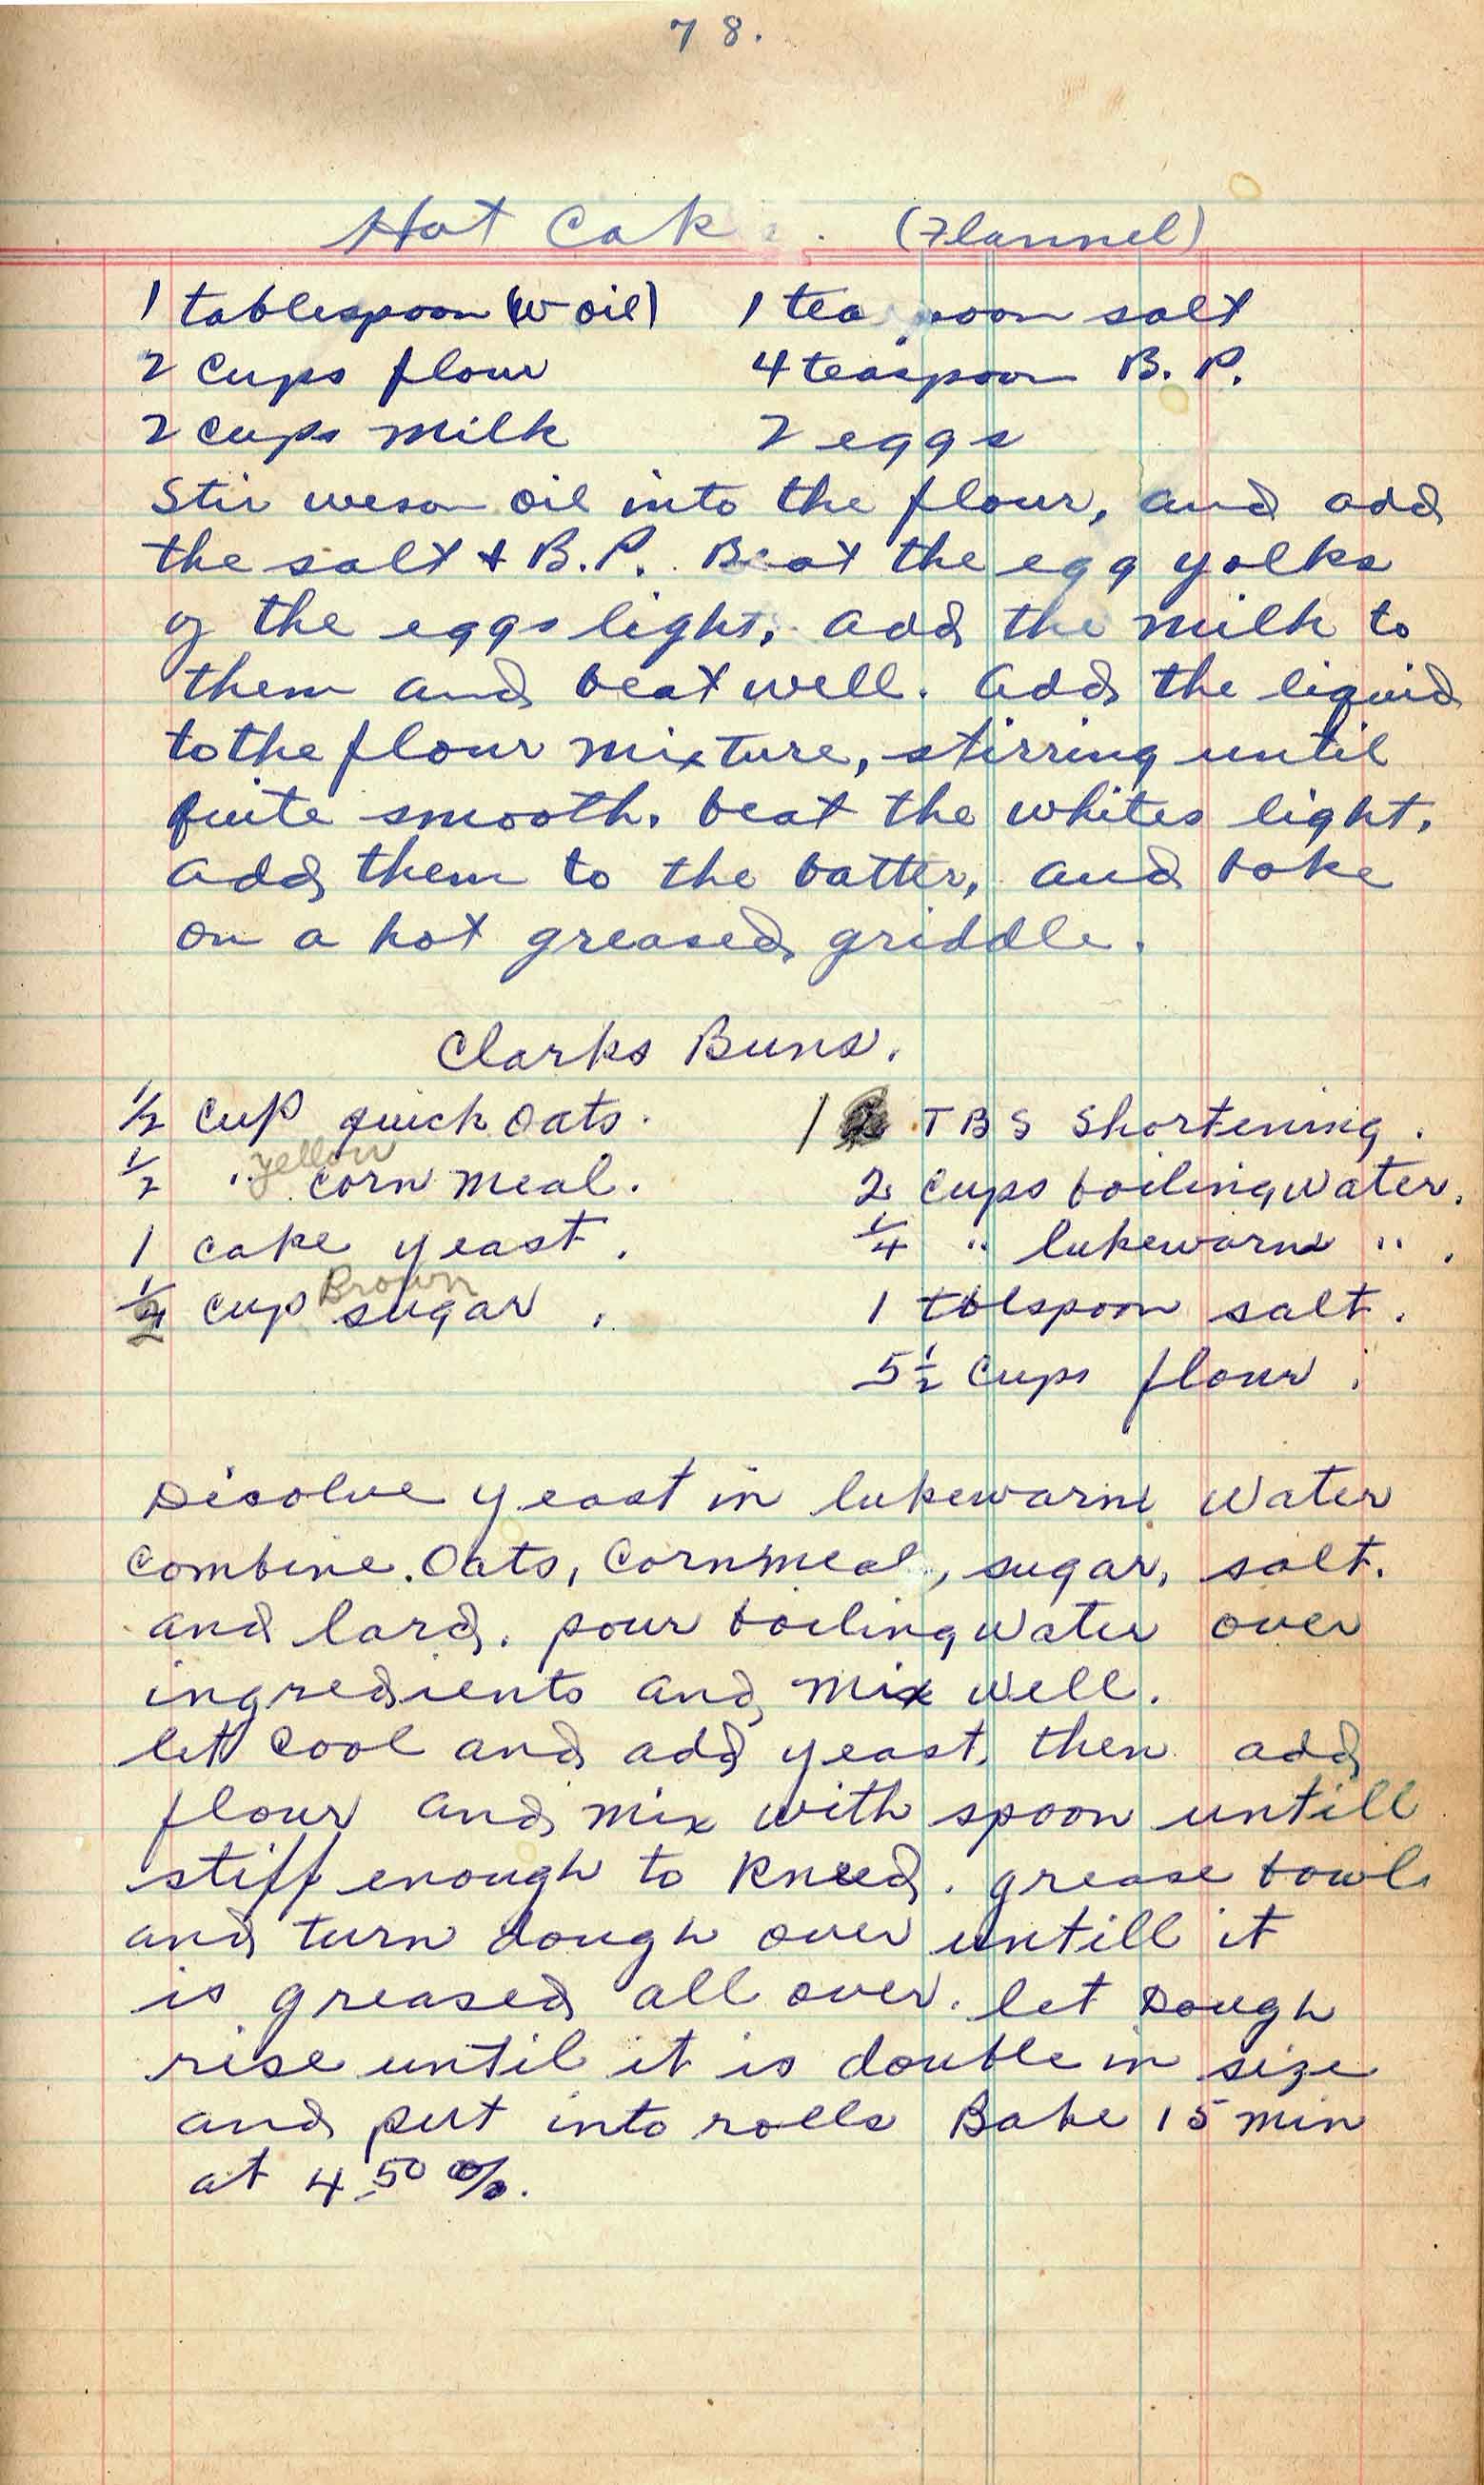 78.
Hot Cake. (Flannel)
1 tablespoon (W oil) 1 teaspoon salt
2 cups flour 4 teaspoon B. P.
2 cups milk 2 eggs
Stir weson oil into the flour, and add
the salt + B.P. Beat the egg yolks
of the eggs light, add the milk to
them and beat well. Add the liquid
to the flour mixture, stirring until
quite smooth. beat the whites light,
add them to the batter, and bake
on a hot greased griddle.
Clarks Buns.
1/2 cup quick oats. 1 TBS Shortening.
1/2 " yellow corn meal. 2 cups boiling water.
1 cake yeast. 1/4 " lukewarm " .
cup Brown sugar. 1 tblspoon salt.
5 1/2 cups flour.
Disolve yeast in lukewarm water
combine. Oats, Cornmeal, sugar, salt.
and lard. pour boiling water over
ingredients and mix well.
let cool and add yeast, then add
flour and mix with spoon untill
stiff enough to kneed. grease bowl
and turn dough over untill it
is greased all over. let Dough
rise until it is double in size
and put into rolls Bake 15 min
at 450